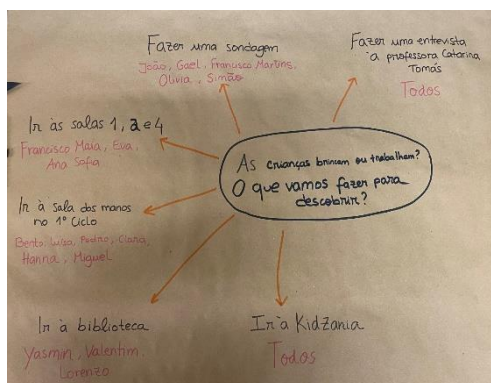 Fazer uma sondagem
João, Gael, Francisco Martins,
Olivia, Simão
Fazer uma entrevista
à professora Catarina
Tomás
Todos
Ir às salas 1, 2 e 4
Francisco Maia, Eva,
Ana Sofia
As crianças brincam ou trabalham?
O que vamos fazer para
descobrir?
Ir à sala dos manos
no 1º Ciclo
Bento, Luísa, Pedro, Clara,
Hanna, Miguel
Ir à biblioteca
Yasmin, Valentim,
Lorenzo
Ir à KidZania
Todos